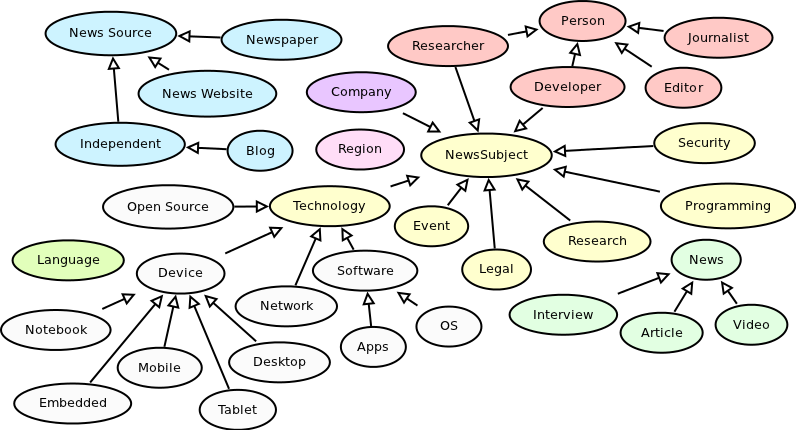 Person
News Source
Newspaper
Researcher
Journalist
Company
News Website
Developer
Editor
Independent
Blog
Region
NewsSubject
Security
Open Source
Technology
Event
Programming
Language
Device
Software
Legal
Research
News
Notebook
Network
OS
Interview
Article
Video
Mobile
Desktop
Apps
Embedded
Tablet